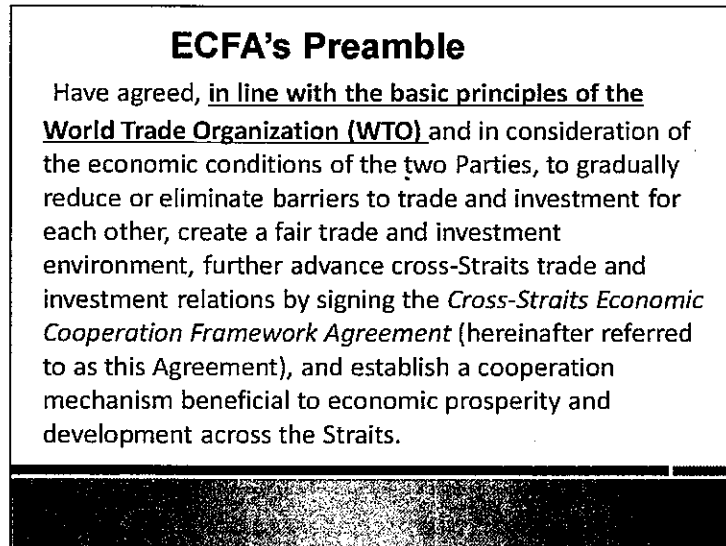 ECFA's Preamble
Have agreed, in line with the basic principles of the
World Trade Organization (WTO) and in consideration of
the economic conditions of the two Parties, to gradually
reduce or eliminate barriers to trade and investment for
each other, create a fair trade and investment
environment, further advance cross-Straits trade and
investment relations by signing the Cross-Straits Economic
Cooperation Framework Agreement (hereinafter referred
to as this Agreement), and establish a cooperation
mechanism beneficial to economic prosperity and
development across the Straits.